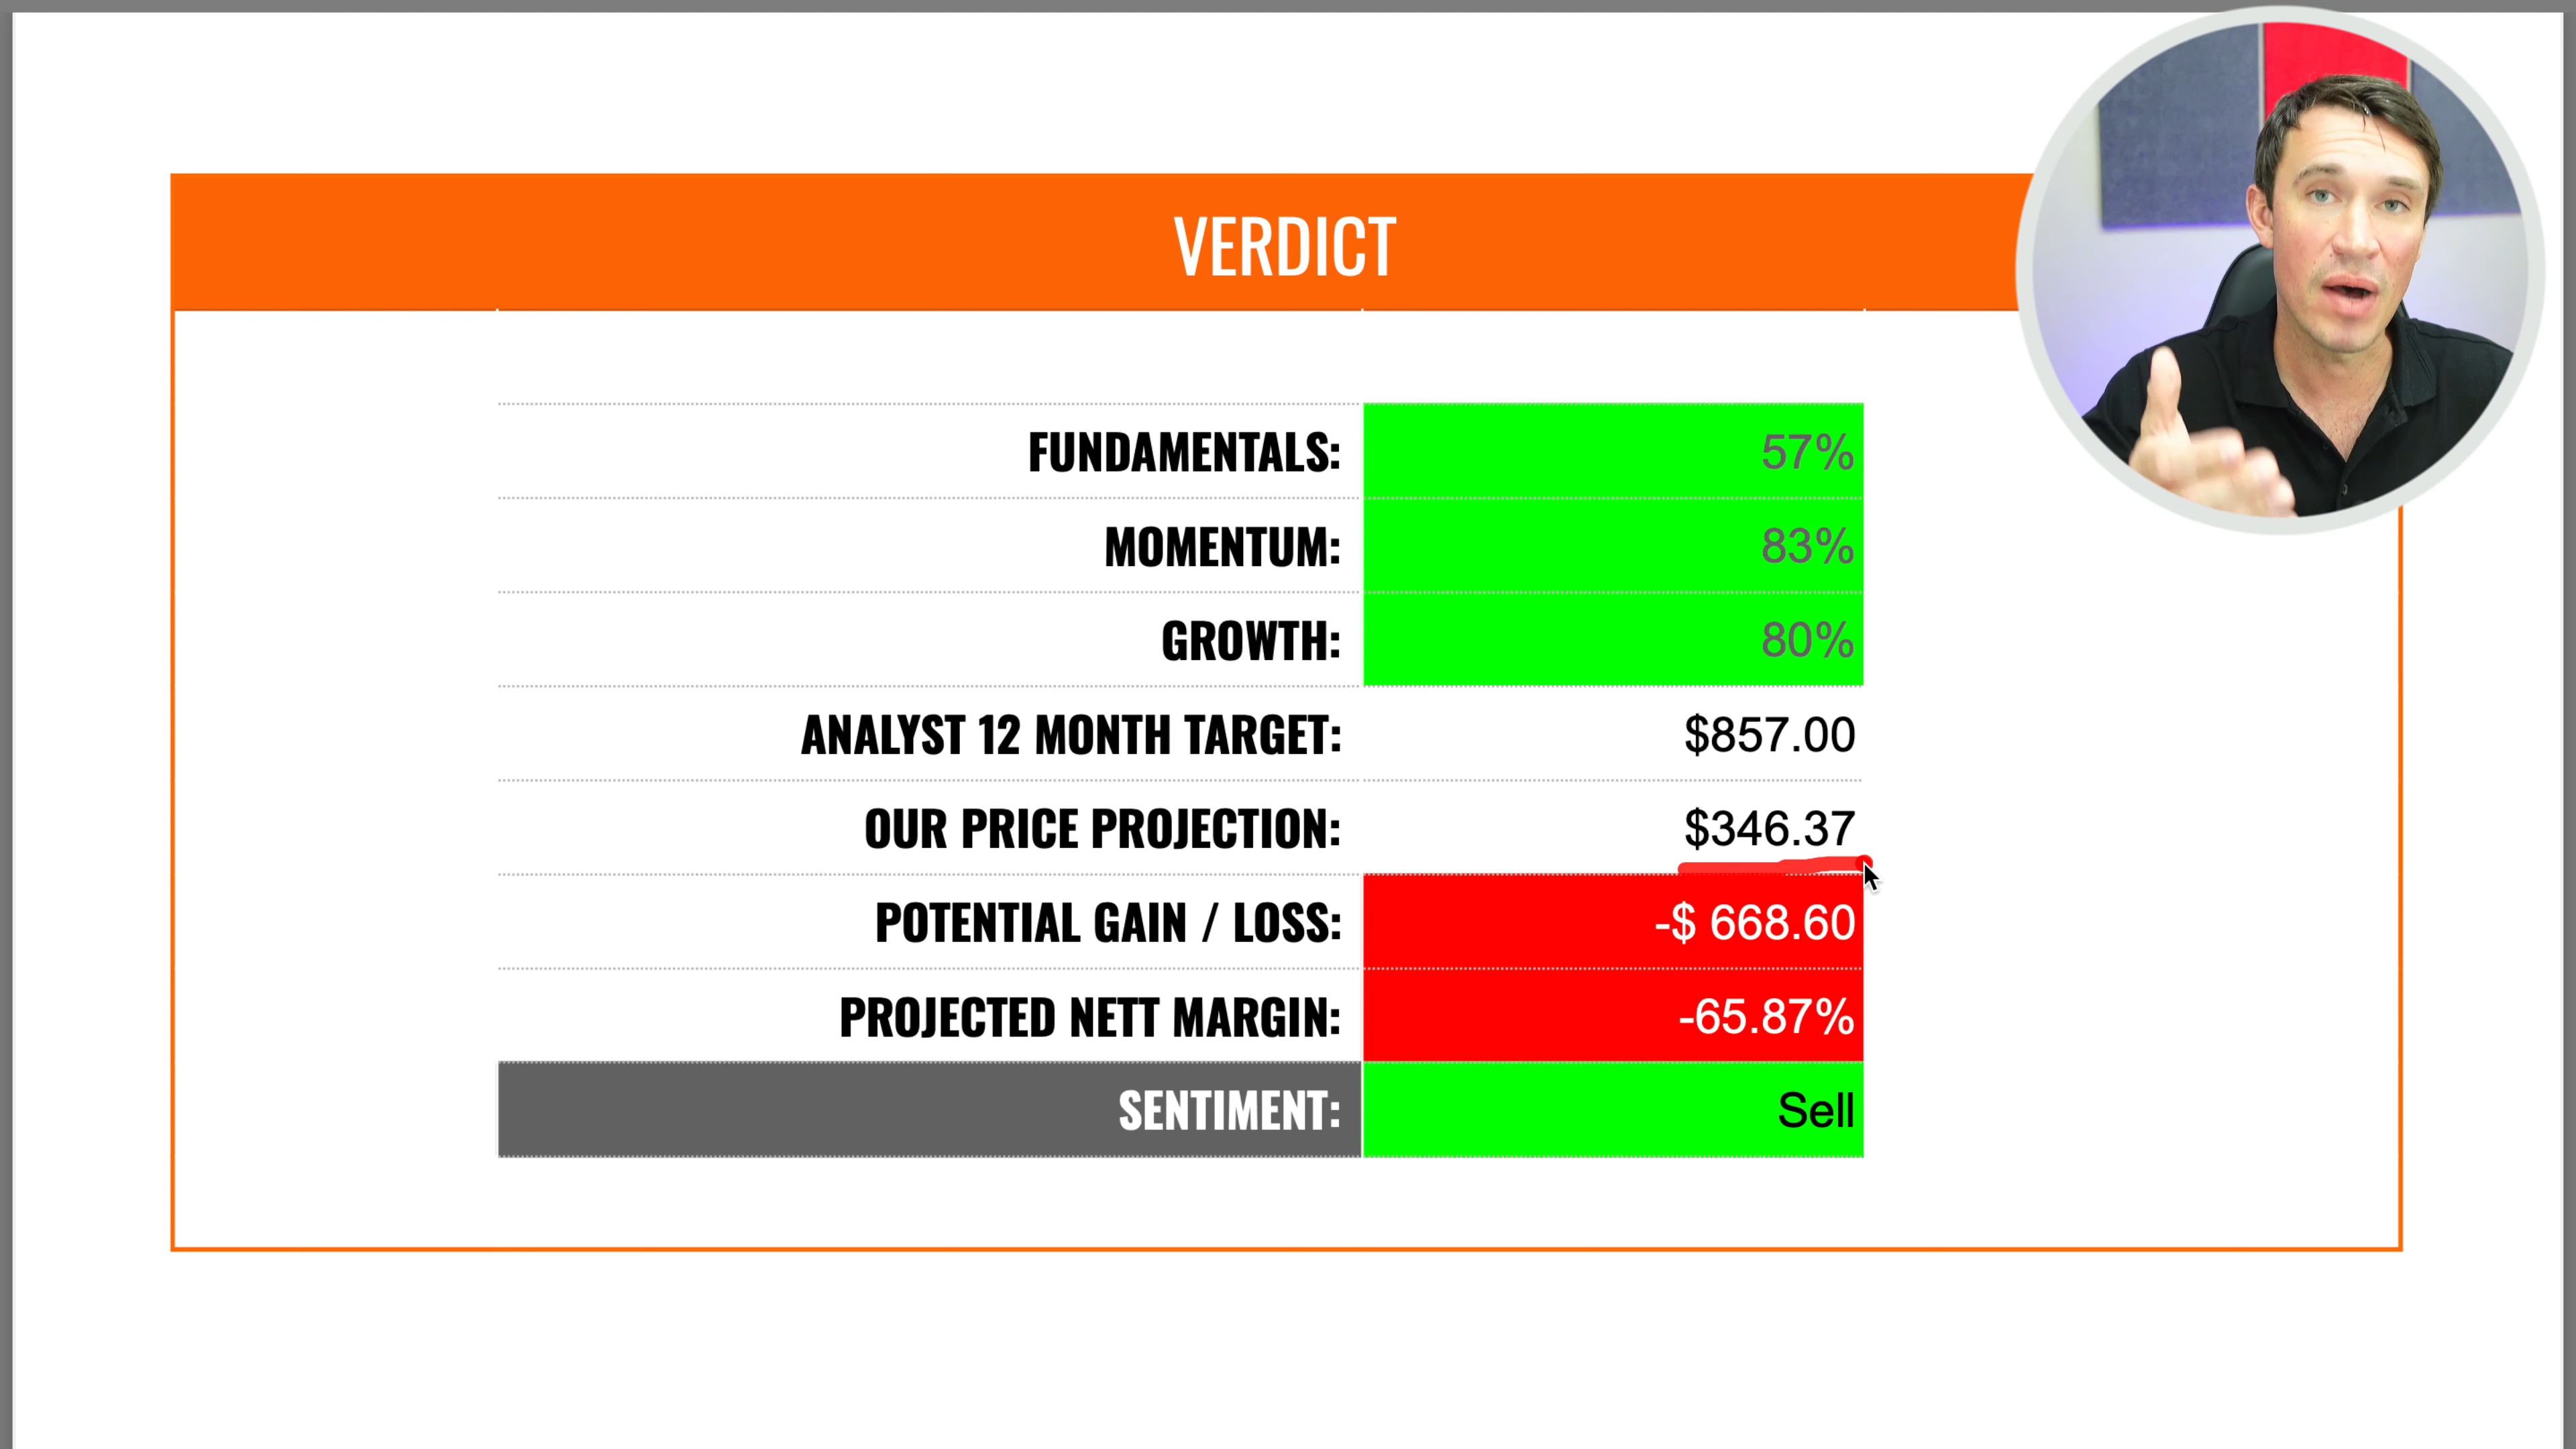 VERDICT
FUNDAMENTALS: 57%
MOMENTUM: 83%
GROWTH: 80%
ANALYST 12 MONTH TARGET: $857.00
OUR PRICE PROJECTION: $346.37
POTENTIAL GAIN / LOSS: -$ 668.60
PROJECTED NETT MARGIN: -65.87%
SENTIMENT: Sell